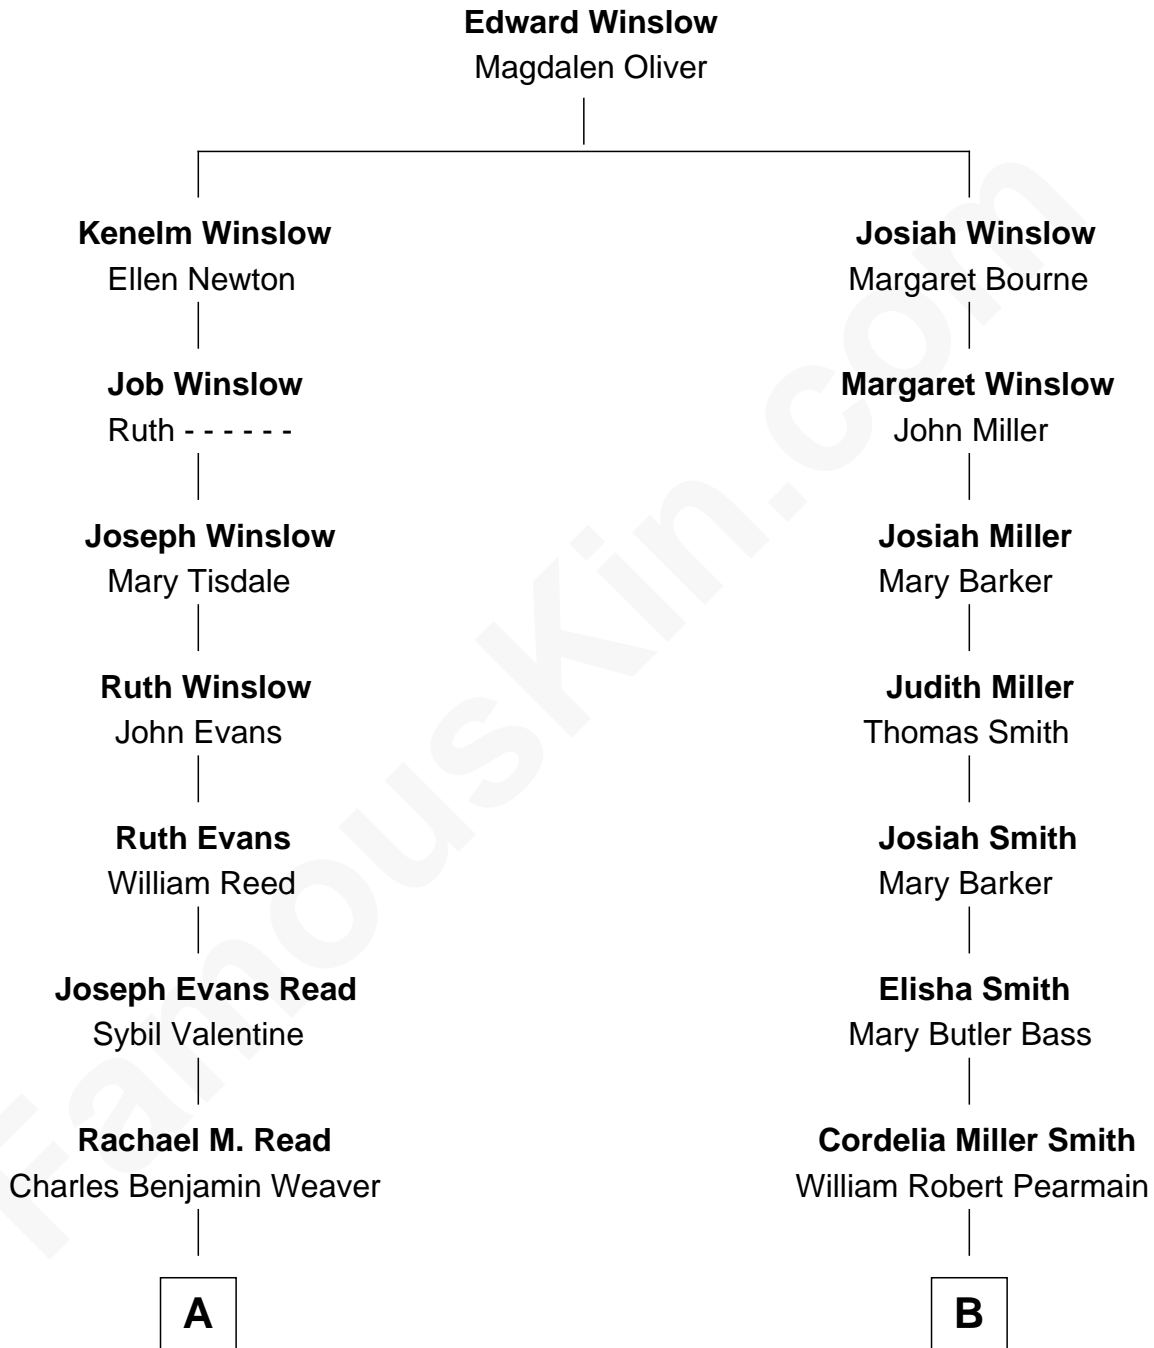 Edward Winslow
Magdalen Oliver
Kenelm Winslow
Ellen Newton
Job Winslow
Ruth - - - - - -
Joseph Winslow
Mary Tisdale
Ruth Winslow
John Evans
Ruth Evans
William Reed
Joseph Evans Read
Sybil Valentine
Rachael M. Read
Charles Benjamin Weaver
A
Josiah Winslow
Margaret Bourne
Margaret Winslow
John Miller
Josiah Miller
Mary Barker
Judith Miller
Thomas Smith
Josiah Smith
Mary Barker
Elisha Smith
Mary Butler Bass
Cordelia Miller Smith
William Robert Pearmain
B
FamousKin.com